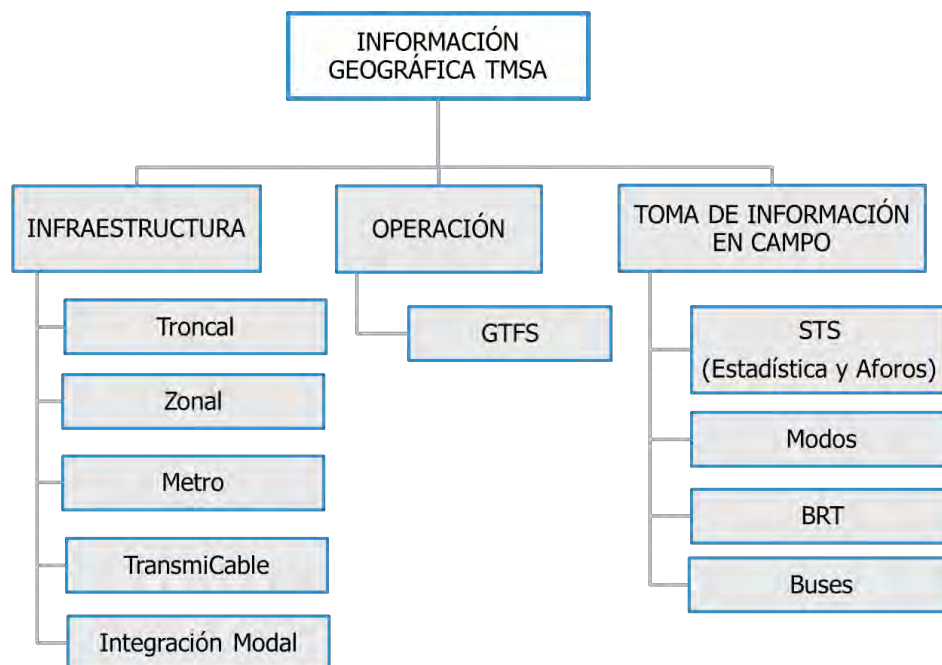 INFORMACIÓN
GEOGRÁFICA TMSA
INFRAESTRUCTURA
Troncal
Zonal
Metro
TransmiCable
Integración Modal
OPERACIÓN
GTFS
TOMA DE INFORMACIÓN
EN CAMPO
STS
(Estadística y Aforos)
Modos
BRT
Buses